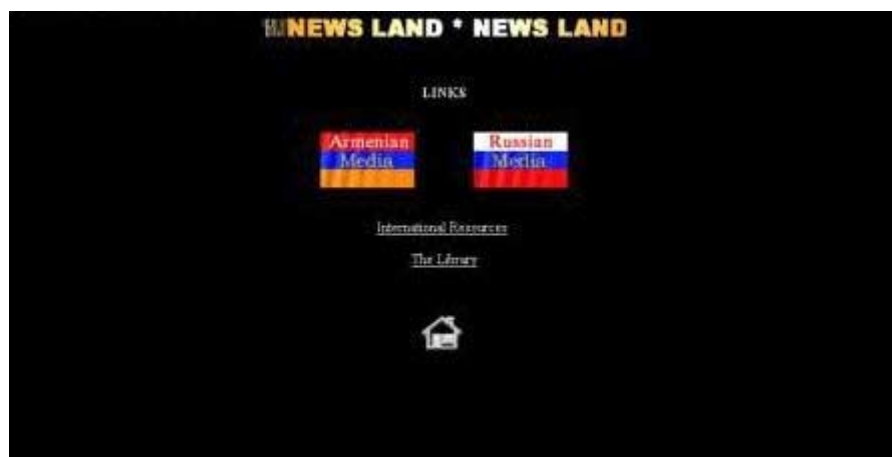 NEWS LAND * NEWS LAND
LINKS
Armenian
Media
Russian
Media
International Resources
The Library